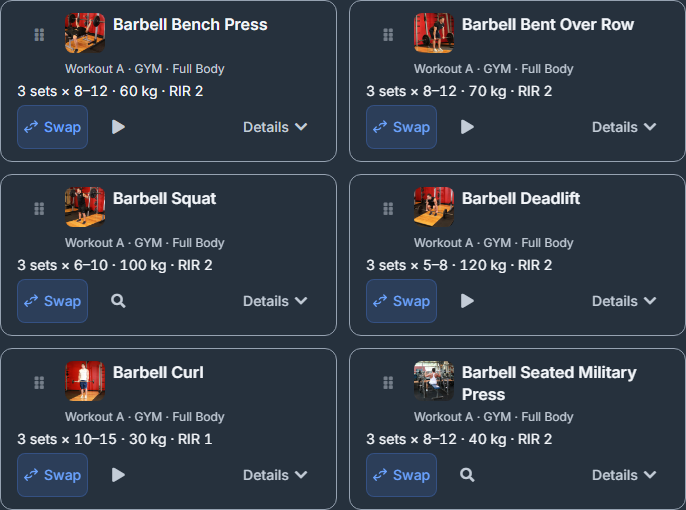 Barbell Bench Press
Workout A · GYM · Full Body
3 sets × 8–12 · 60 kg · RIR 2
Swap
Details
Barbell Bent Over Row
Workout A · GYM · Full Body
3 sets × 8–12 · 70 kg · RIR 2
Swap
Details
Barbell Squat
Workout A · GYM · Full Body
3 sets × 6–10 · 100 kg · RIR 2
Swap
Details
Barbell Deadlift
Workout A · GYM · Full Body
3 sets × 5–8 · 120 kg · RIR 2
Swap
Details
Barbell Curl
Workout A · GYM · Full Body
3 sets × 10–15 · 30 kg · RIR 1
Swap
Details
Barbell Seated Military
Press
Workout A · GYM · Full Body
3 sets × 8–12 · 40 kg · RIR 2
Swap
Details